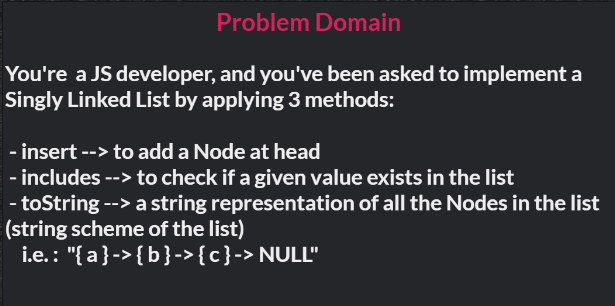 Problem Domain
You're a JS developer, and you've been asked to implement a
Singly Linked List by applying 3 methods:
- insert --> to add a Node at head
- includes --> to check if a given value exists in the list
- toString --> a string representation of all the Nodes in the list
(string scheme of the list)
i.e. : "{ a } -> { b } -> { c } -> NULL"